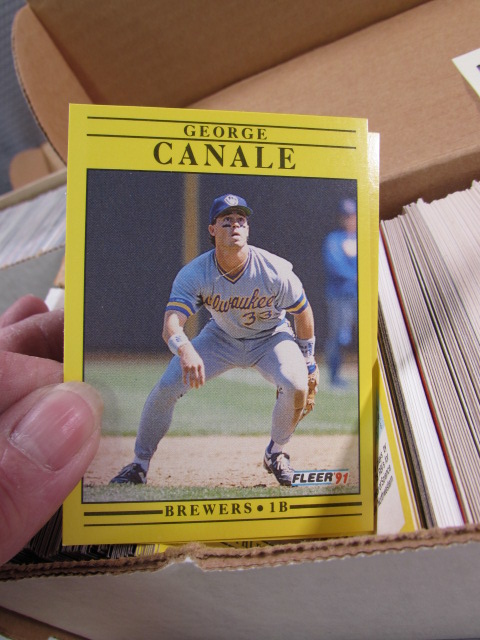 GEORGE
CANALE
Milwaukee
33
FLEER '91
BREWERS • 1B